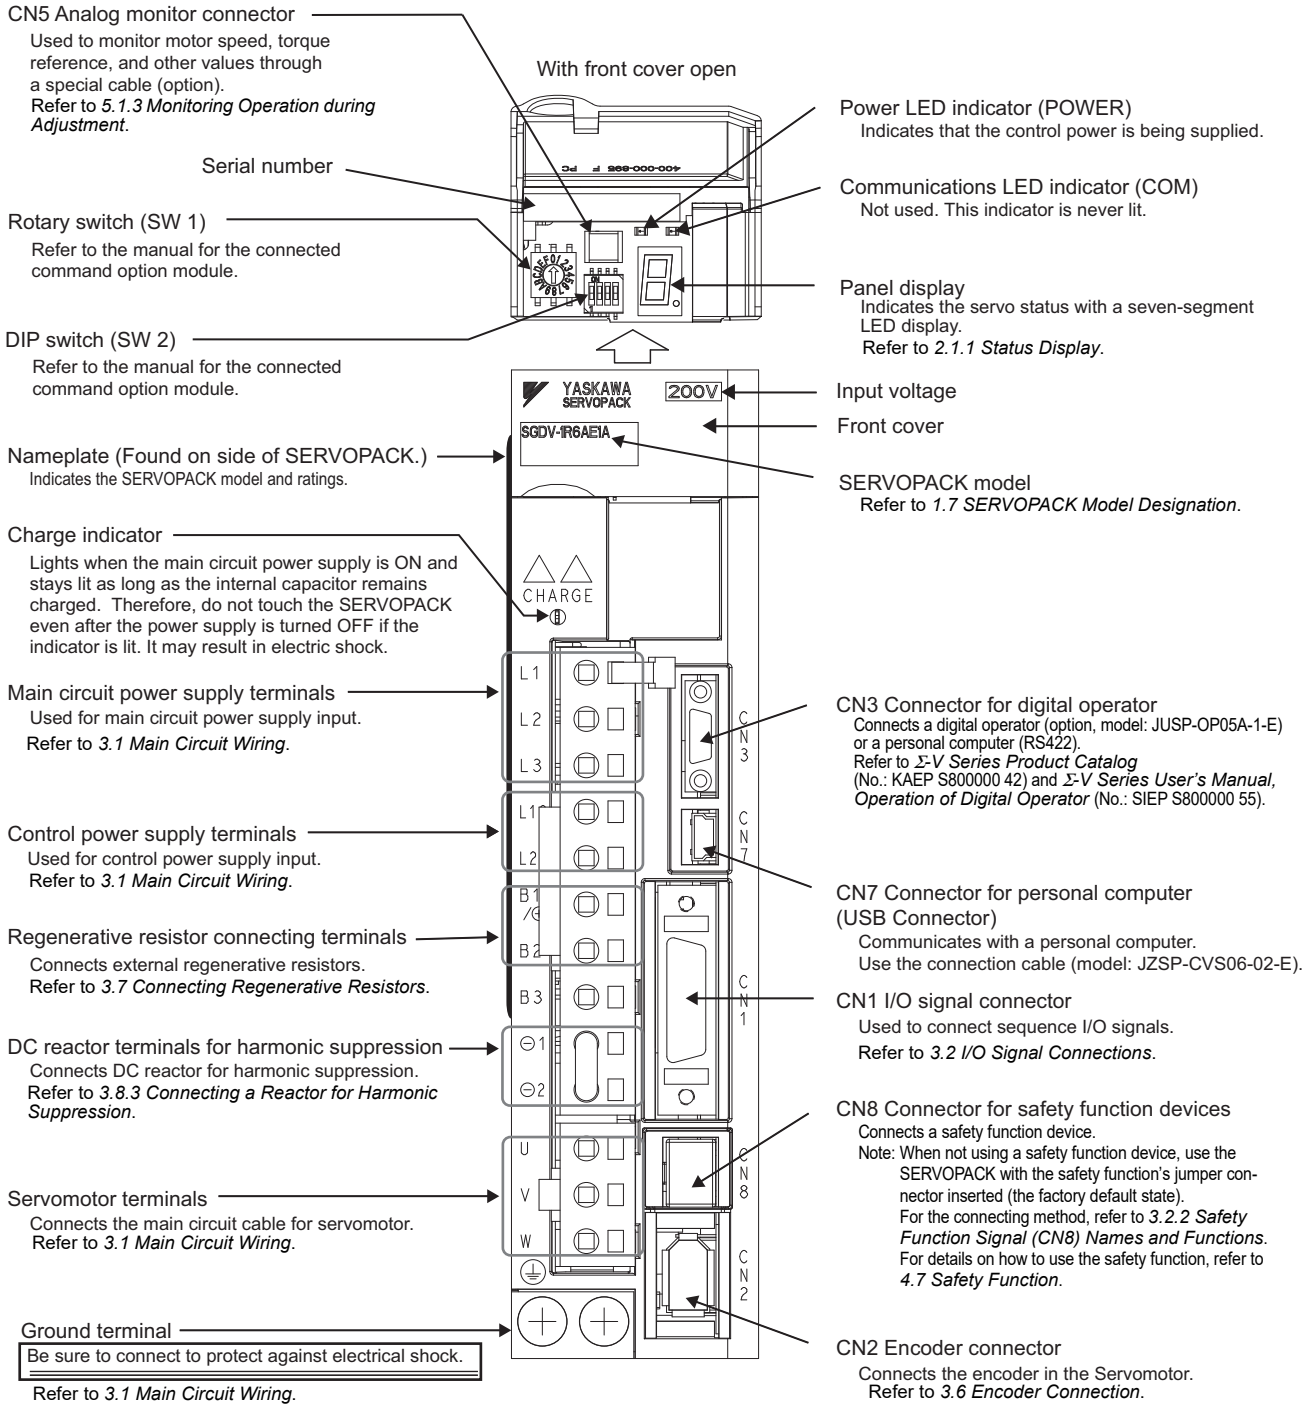 CN5 Analog monitor connector
Used to monitor motor speed, torque
reference, and other values through
a special cable (option).
Refer to 5.1.3 Monitoring Operation during
Adjustment.
Serial number
Rotary switch (SW 1)
Refer to the manual for the connected
command option module.
DIP switch (SW 2)
Refer to the manual for the connected
command option module.
Nameplate (Found on side of SERVOPACK.)
Indicates the SERVOPACK model and ratings.
Charge indicator
Lights when the main circuit power supply is ON and
stays lit as long as the internal capacitor remains
charged. Therefore, do not touch the SERVOPACK
even after the power supply is turned OFF if the
indicator is lit. It may result in electric shock.
Main circuit power supply terminals
Used for main circuit power supply input.
Refer to 3.1 Main Circuit Wiring.
Control power supply terminals
Used for control power supply input.
Refer to 3.1 Main Circuit Wiring.
Regenerative resistor connecting terminals
Connects external regenerative resistors.
Refer to 3.7 Connecting Regenerative Resistors.
DC reactor terminals for harmonic suppression
Connects DC reactor for harmonic suppression.
Refer to 3.8.3 Connecting a Reactor for Harmonic
Suppression.
Servomotor terminals
Connects the main circuit cable for servomotor.
Refer to 3.1 Main Circuit Wiring.
Ground terminal
Be sure to connect to protect against electrical shock.
Refer to 3.1 Main Circuit Wiring.
With front cover open
400-000-895 F PC
0123456789ABCDEF
ON
1
YASKAWA
SERVOPACK
200V
SGDV-1R6AE1A
CHARGE
L1
L2
L3
L1
L2
B1
B2
B3
⊖1
⊖2
U
V
W
CN3
CN7
CN1
CN8
CN2
Power LED indicator (POWER)
Indicates that the control power is being supplied.
Communications LED indicator (COM)
Not used. This indicator is never lit.
Panel display
Indicates the servo status with a seven-segment
LED display.
Refer to 2.1.1 Status Display.
Input voltage
Front cover
SERVOPACK model
Refer to 1.7 SERVOPACK Model Designation.
CN3 Connector for digital operator
Connects a digital operator (option, model: JUSP-OP05A-1-E)
or a personal computer (RS422).
Refer to Σ-V Series Product Catalog
(No.: KAEP S800000 42) and Σ-V Series User's Manual,
Operation of Digital Operator (No.: SIEP S800000 55).
CN7 Connector for personal computer
(USB Connector)
Communicates with a personal computer.
Use the connection cable (model: JZSP-CVS06-02-E).
CN1 I/O signal connector
Used to connect sequence I/O signals.
Refer to 3.2 I/O Signal Connections.
CN8 Connector for safety function devices
Connects a safety function device.
Note: When not using a safety function device, use the
SERVOPACK with the safety function's jumper con-
nector inserted (the factory default state).
For the connecting method, refer to 3.2.2 Safety
Function Signal (CN8) Names and Functions.
For details on how to use the safety function, refer to
4.7 Safety Function.
CN2 Encoder connector
Connects the encoder in the Servomotor.
Refer to 3.6 Encoder Connection.